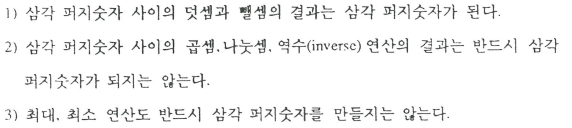 1) 삼각 퍼지숫자 사이의 덧셈과 뺄셈의 결과는 삼각 퍼지숫자가 된다.
2) 삼각 퍼지숫자 사이의 곱셈, 나눗셈, 역수(inverse) 연산의 결과는 반드시 삼각
퍼지숫자가 되지는 않는다.
3) 최대, 최소 연산도 반드시 삼각 퍼지숫자를 만들지는 않는다.